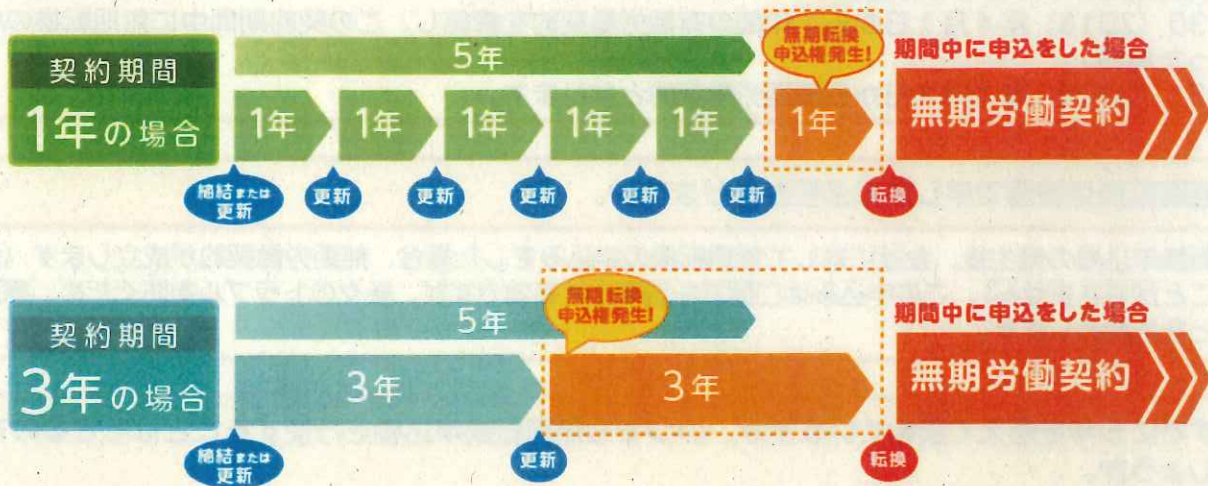 契約期間
1年の場合
5年
無期転換
申込権発生!
期間中に申込をした場合
1年
1年
1年
1年
1年
1年
無期労働契約
締結または
更新
更新
更新
更新
更新
更新
転換
契約期間
3年の場合
5年
無期転換
申込権発生!
期間中に申込をした場合
3年
3年
無期労働契約
締結または
更新
更新
転換